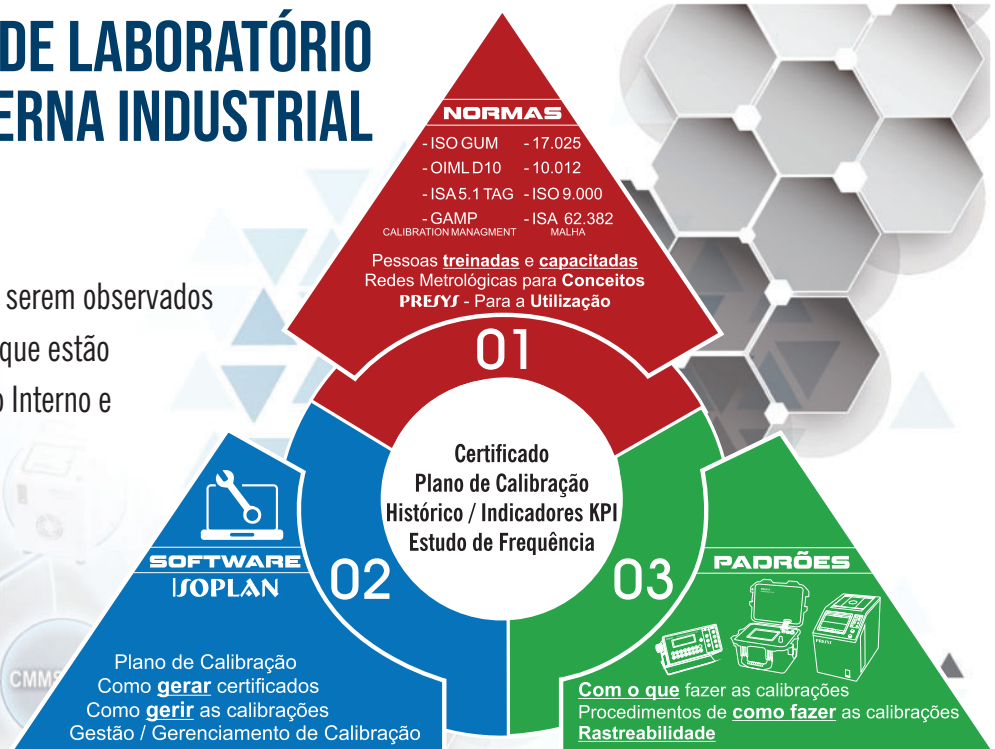 DE LABORATÓRIO
ERNA INDUSTRIAL
serem observados
que estão
o Interno e
NORMAS
- ISO GUM - 17.025
- OIML D10 - 10.012
- ISA 5.1 TAG - ISO 9.000
- GAMP - ISA 62.382
CALIBRATION MANAGMENT MALHA
Pessoas treinadas e capacitadas
Redes Metrológicas para Conceitos
PRESYS - Para a Utilização
01
Certificado
Plano de Calibração
Histórico / Indicadores KPI
Estudo de Frequência
02
SOFTWARE
ISOPLAN
Plano de Calibração
Como gerar certificados
Como gerir as calibrações
Gestão / Gerenciamento de Calibração
CMMS
03
PADRÕES
PRESYS
Com o que fazer as calibrações
Procedimentos de como fazer as calibrações
Rastreabilidade